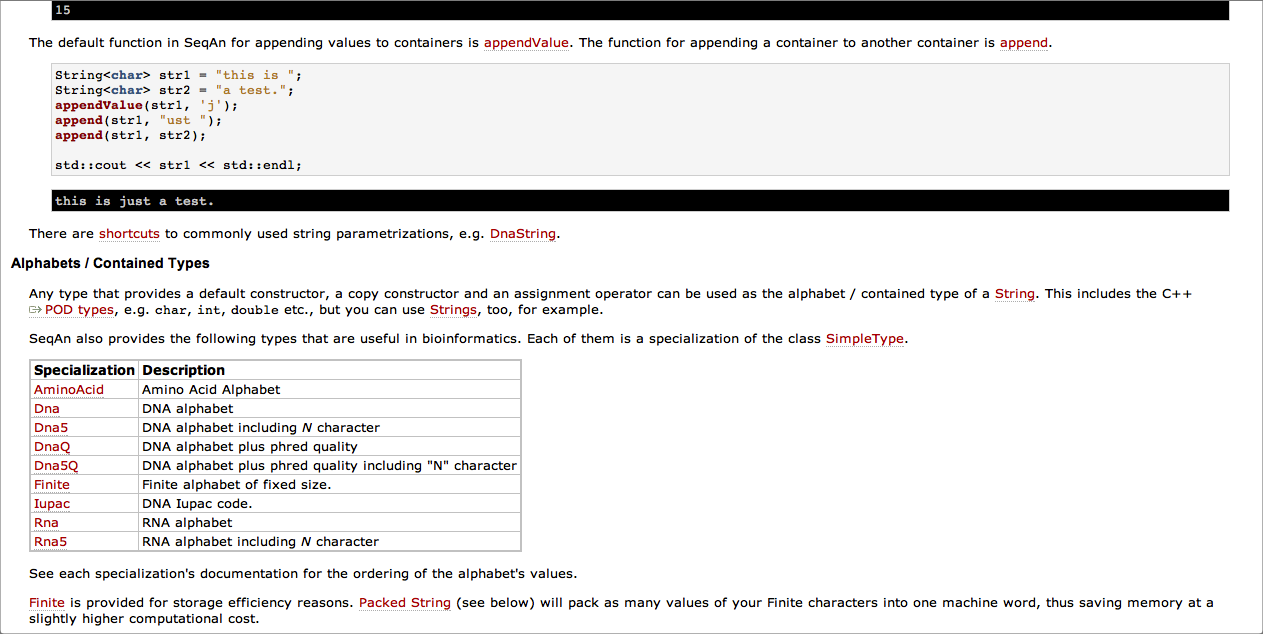 15
The default function in SeqAn for appending values to containers is appendValue. The function for appending a container to another container is append.
String<char> str1 = "this is ";
String<char> str2 = "a test.";
appendValue(str1, 'j');
append(str1, "ust ");
append(str1, str2);
std::cout << str1 << std::endl;
this is just a test.
There are shortcuts to commonly used string parametrizations, e.g. DnaString.
Alphabets / Contained Types
Any type that provides a default constructor, a copy constructor and an assignment operator can be used as the alphabet / contained type of a String. This includes the C++
POD types, e.g. char, int, double etc., but you can use Strings, too, for example.
SeqAn also provides the following types that are useful in bioinformatics. Each of them is a specialization of the class SimpleType.
Specialization Description
AminoAcid Amino Acid Alphabet
Dna DNA alphabet
Dna5 DNA alphabet including N character
DnaQ DNA alphabet plus phred quality
Dna5Q DNA alphabet plus phred quality including "N" character
Finite Finite alphabet of fixed size.
Iupac DNA Iupac code.
Rna RNA alphabet
Rna5 RNA alphabet including N character
See each specialization's documentation for the ordering of the alphabet's values.
Finite is provided for storage efficiency reasons. Packed String (see below) will pack as many values of your Finite characters into one machine word, thus saving memory at a
slightly higher computational cost.